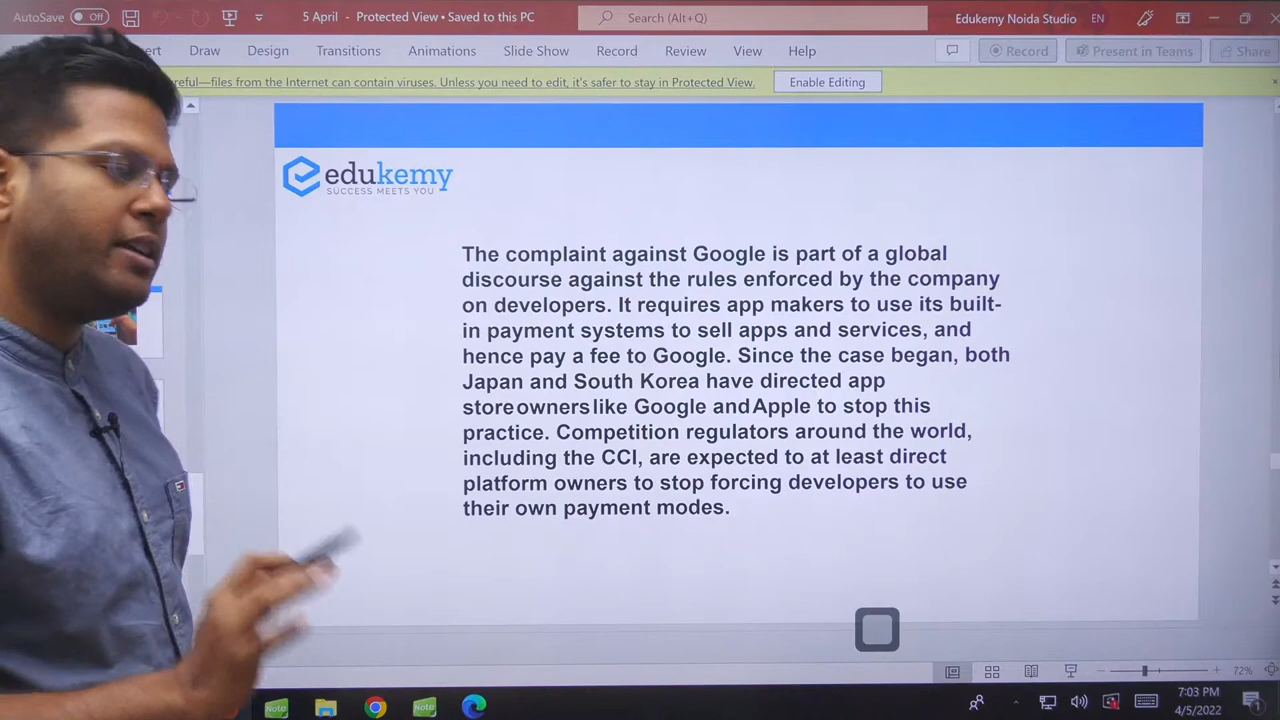 AutoSave Off 5 April - Protected View • Saved to this PC Search (Alt+Q) Edukemy Noida Studio EN
Draw Design Transitions Animations Slide Show Record Review View Help Record Present in Teams Share
files from the Internet can contain viruses. Unless you need to edit, it's safer to stay in Protected View. Enable Editing
edukemy
SUCCESS MEETS YOU
The complaint against Google is part of a global
discourse against the rules enforced by the company
on developers. It requires app makers to use its built-
in payment systems to sell apps and services, and
hence pay a fee to Google. Since the case began, both
Japan and South Korea have directed app
store owners like Google and Apple to stop this
practice. Competition regulators around the world,
including the CCI, are expected to at least direct
platform owners to stop forcing developers to use
their own payment modes.
72%
Note Note
7:03 PM
4/5/2022
1